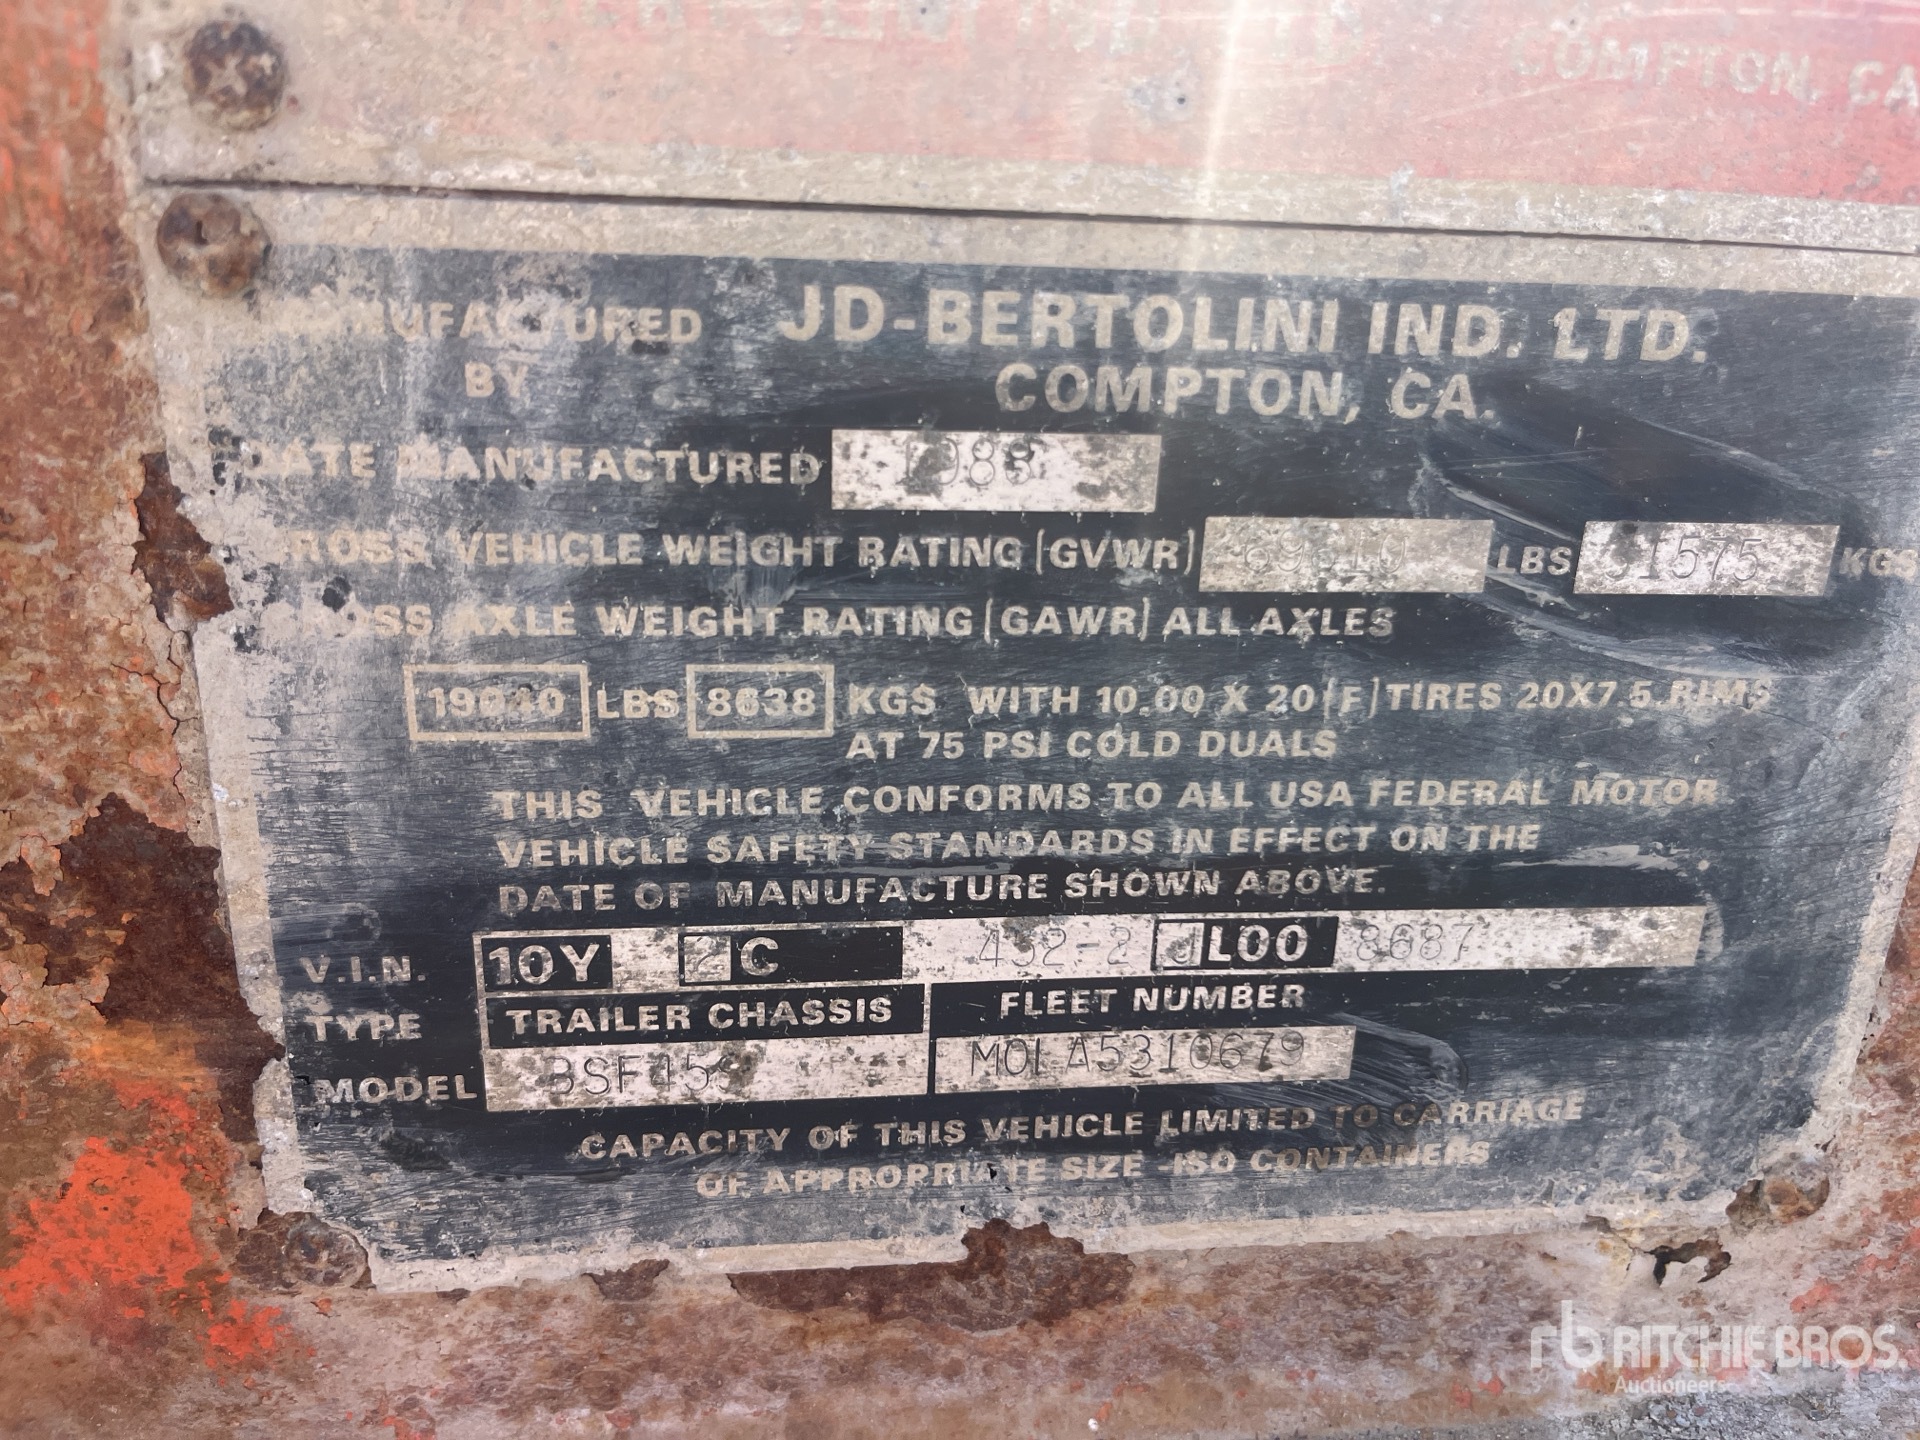 COMPTON, CA
MANUFACTURED BY JD-BERTOLINI IND. LTD.
COMPTON, CA.
DATE MANUFACTURED 1988
GROSS VEHICLE WEIGHT RATING (GVWR) LBS 31575 KGS
GROSS AXLE WEIGHT RATING (GAWR) ALL AXLES
19040 LBS 8638 KGS WITH 10.00 X 20 (F) TIRES 20X7.5 RIMS
AT 75 PSI COLD DUALS
THIS VEHICLE CONFORMS TO ALL USA FEDERAL MOTOR
VEHICLE SAFETY STANDARDS IN EFFECT ON THE
DATE OF MANUFACTURE SHOWN ABOVE.
V.I.N. 10Y 2 C 432-2 JL00 8687
TYPE TRAILER CHASSIS FLEET NUMBER
MODEL MOLA5310679
CAPACITY OF THIS VEHICLE LIMITED TO CARRIAGE
OF APPROPRIATE SIZE ISO CONTAINERS
rb RITCHIE BROS.
Auctioneers